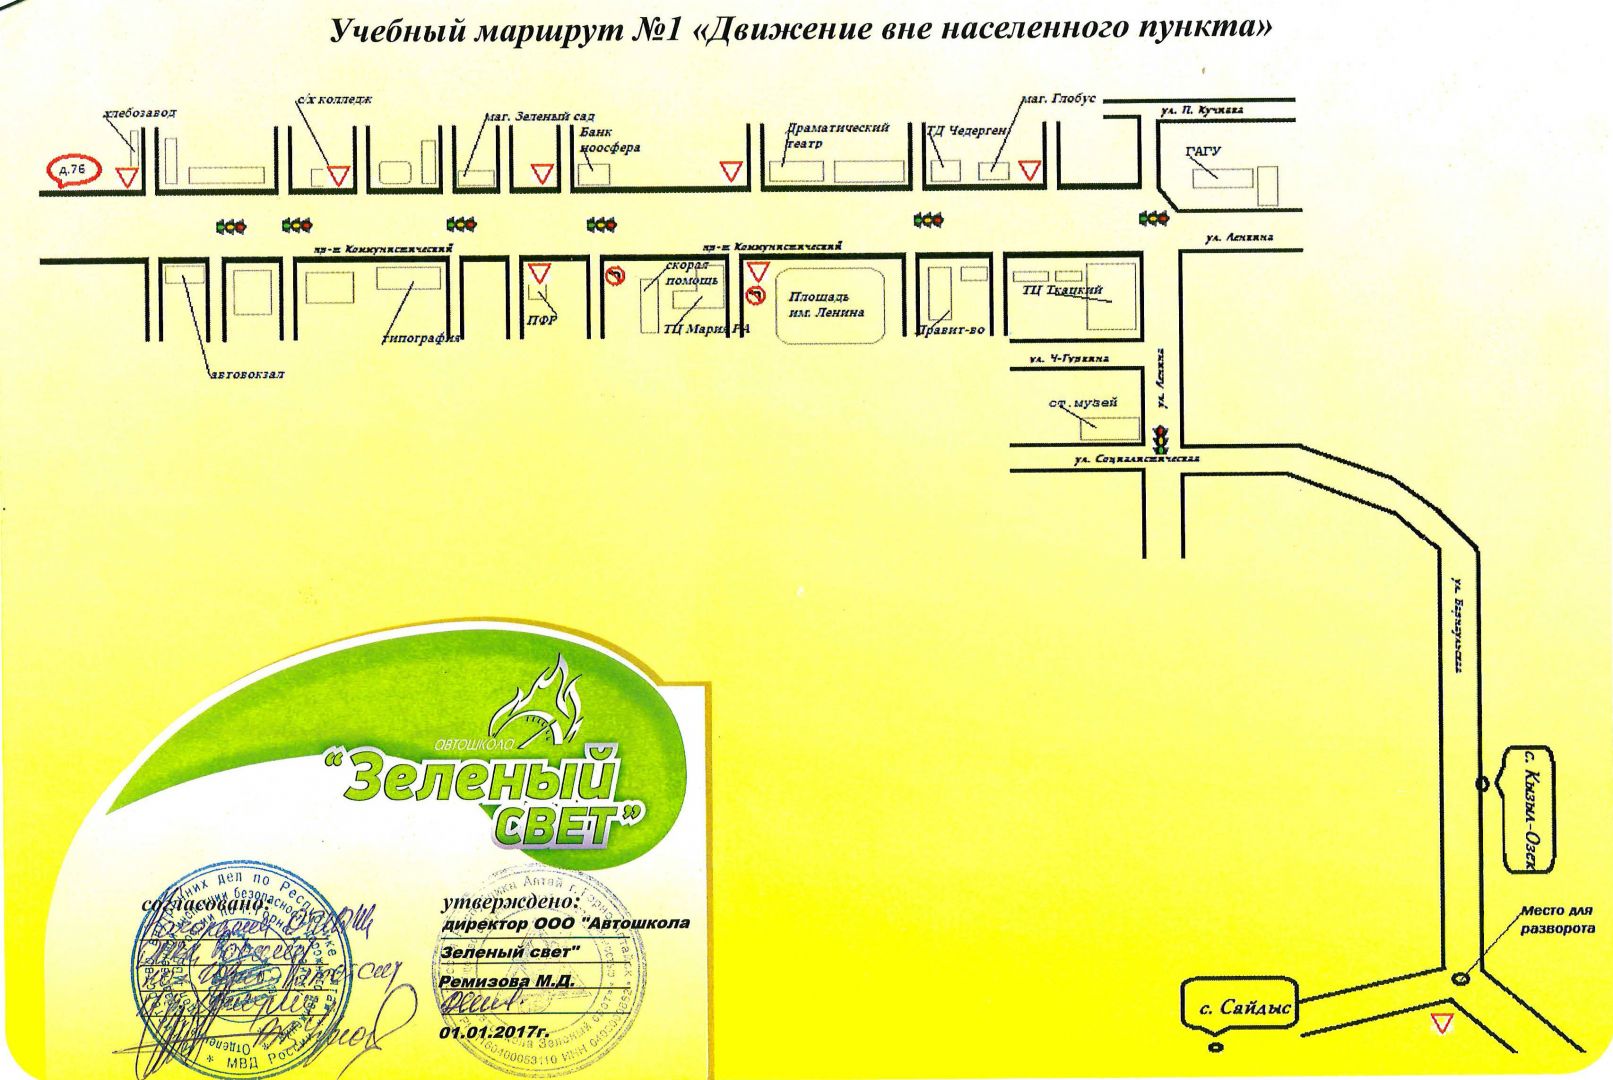 Учебный маршрут №1 «Движение вне населенного пункта»
хлебозавод
с/х колледж
маг. Зеленый сад
Банк
ноосфера
Драматический
театр
ТД Чедерген
маг. Глобус
ул. П. Кучияка
ГАГУ
д.76
ул. Ленкина
пр-т Коммунистический
пр-т Коммунистический
скорая
помощь
ТЦ Мария РА
Площадь
им. Ленина
ТЦ Ткацкий
Правит-во
ПФР
типография
автовокзал
ул. Ч-Гуркина
ул. Ленина
ст.музей
ул. Социалистическая
ул. Барнаульская
с. Кызыл-Озек
Место для
разворота
с. Сайдыс
АВТОШКОЛА
"Зеленый
СВЕТ"
согласовано:
утверждено:
директор ООО "Автошкола
Зеленый свет"
Ремизова М.Д.
01.01.2017г.
МВД России